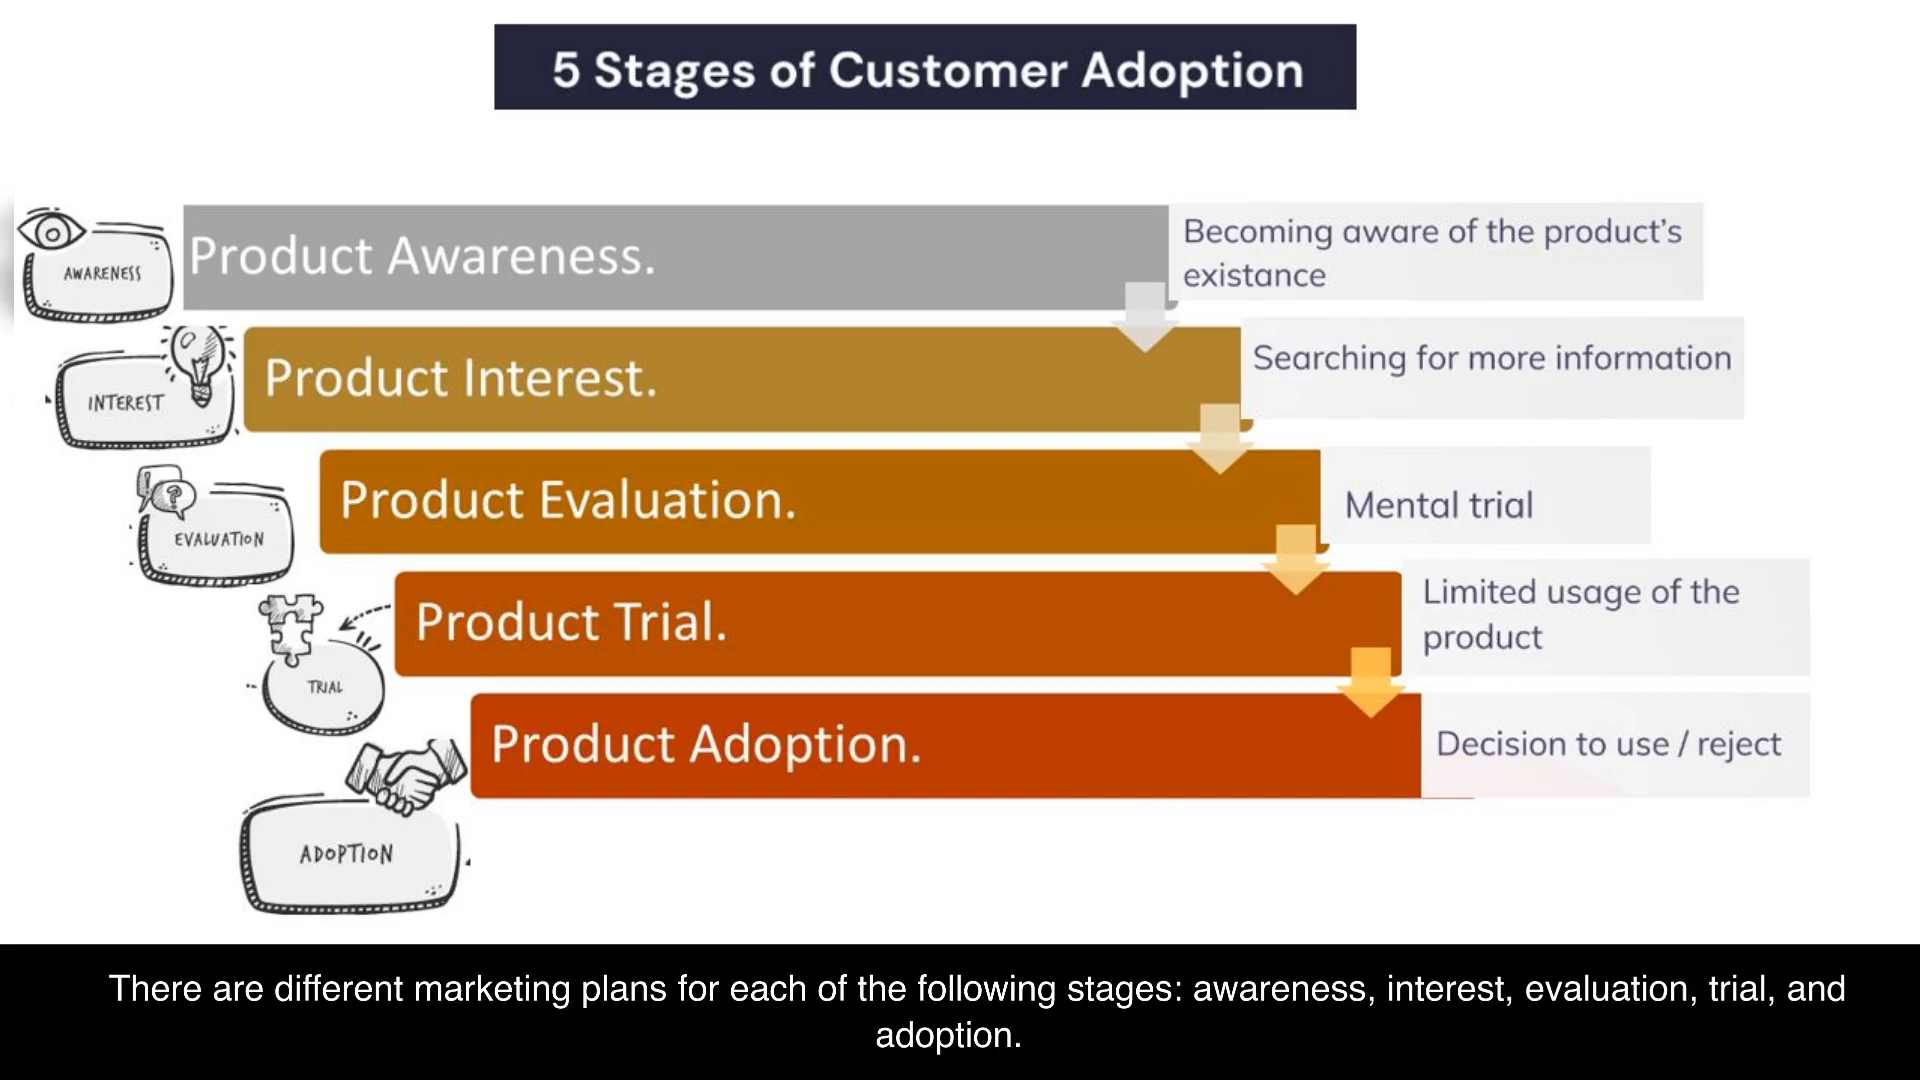 5 Stages of Customer Adoption
AWARENESS
Product Awareness.
Becoming aware of the product's
existance
INTEREST
Product Interest.
Searching for more information
EVALUATION
Product Evaluation.
Mental trial
TRIAL
Product Trial.
Limited usage of the
product
ADOPTION
Product Adoption.
Decision to use / reject
There are different marketing plans for each of the following stages: awareness, interest, evaluation, trial, and
adoption.